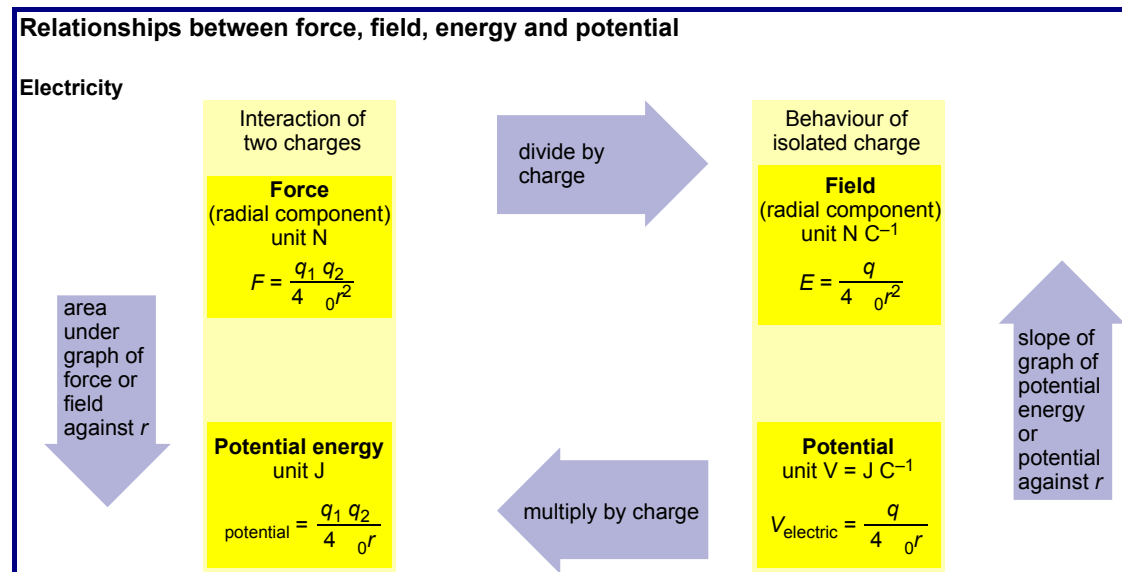 Relationships between force, field, energy and potential
Electricity
Interaction of
two charges
Force
(radial component)
unit N
F = q₁ q₂ / 4 ₀r²
divide by
charge
Behaviour of
isolated charge
Field
(radial component)
unit N C⁻¹
E = q / 4 ₀r²
area
under
graph of
force or
field
against r
slope of
graph of
potential
energy
or
potential
against r
Potential energy
unit J
potential = q₁ q₂ / 4 ₀r
multiply by charge
Potential
unit V = J C⁻¹
V electric = q / 4 ₀r